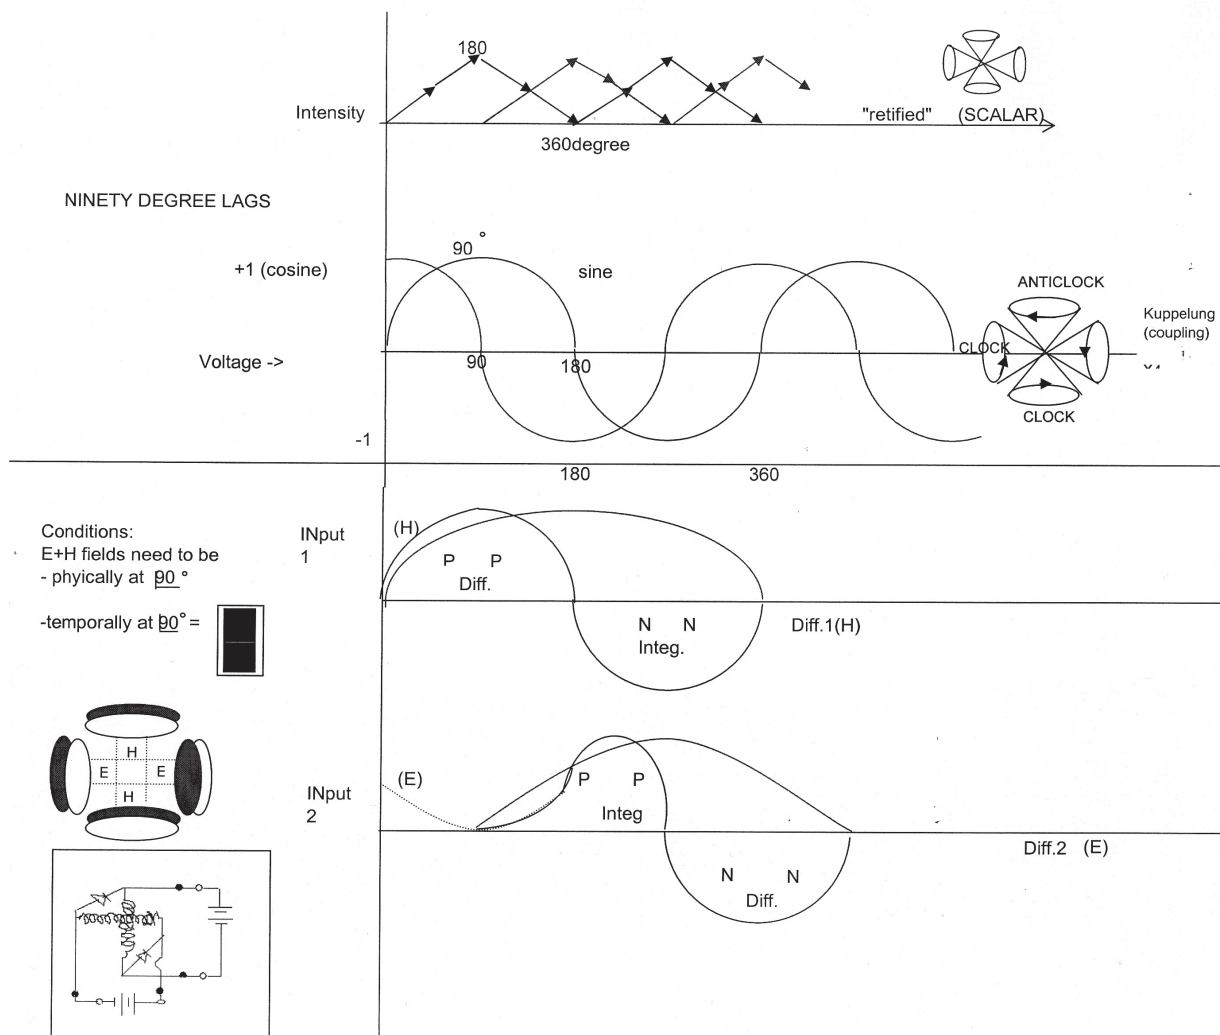 180
Intensity
"retified" (SCALAR)
360degree
NINETY DEGREE LAGS
90 °
+1 (cosine)
sine
ANTICLOCK
Kuppelung
(coupling)
CLOCK
Voltage ->
90
180
CLOCK
-1
180
360
Conditions:
E+H fields need to be
- phyically at 90 °
-temporally at 90° =
INput
1
(H)
P P
Diff.
N N
Integ.
Diff.1(H)
H
E E
H
INput
2
(E)
P P
Integ
N N
Diff.
Diff.2 (E)